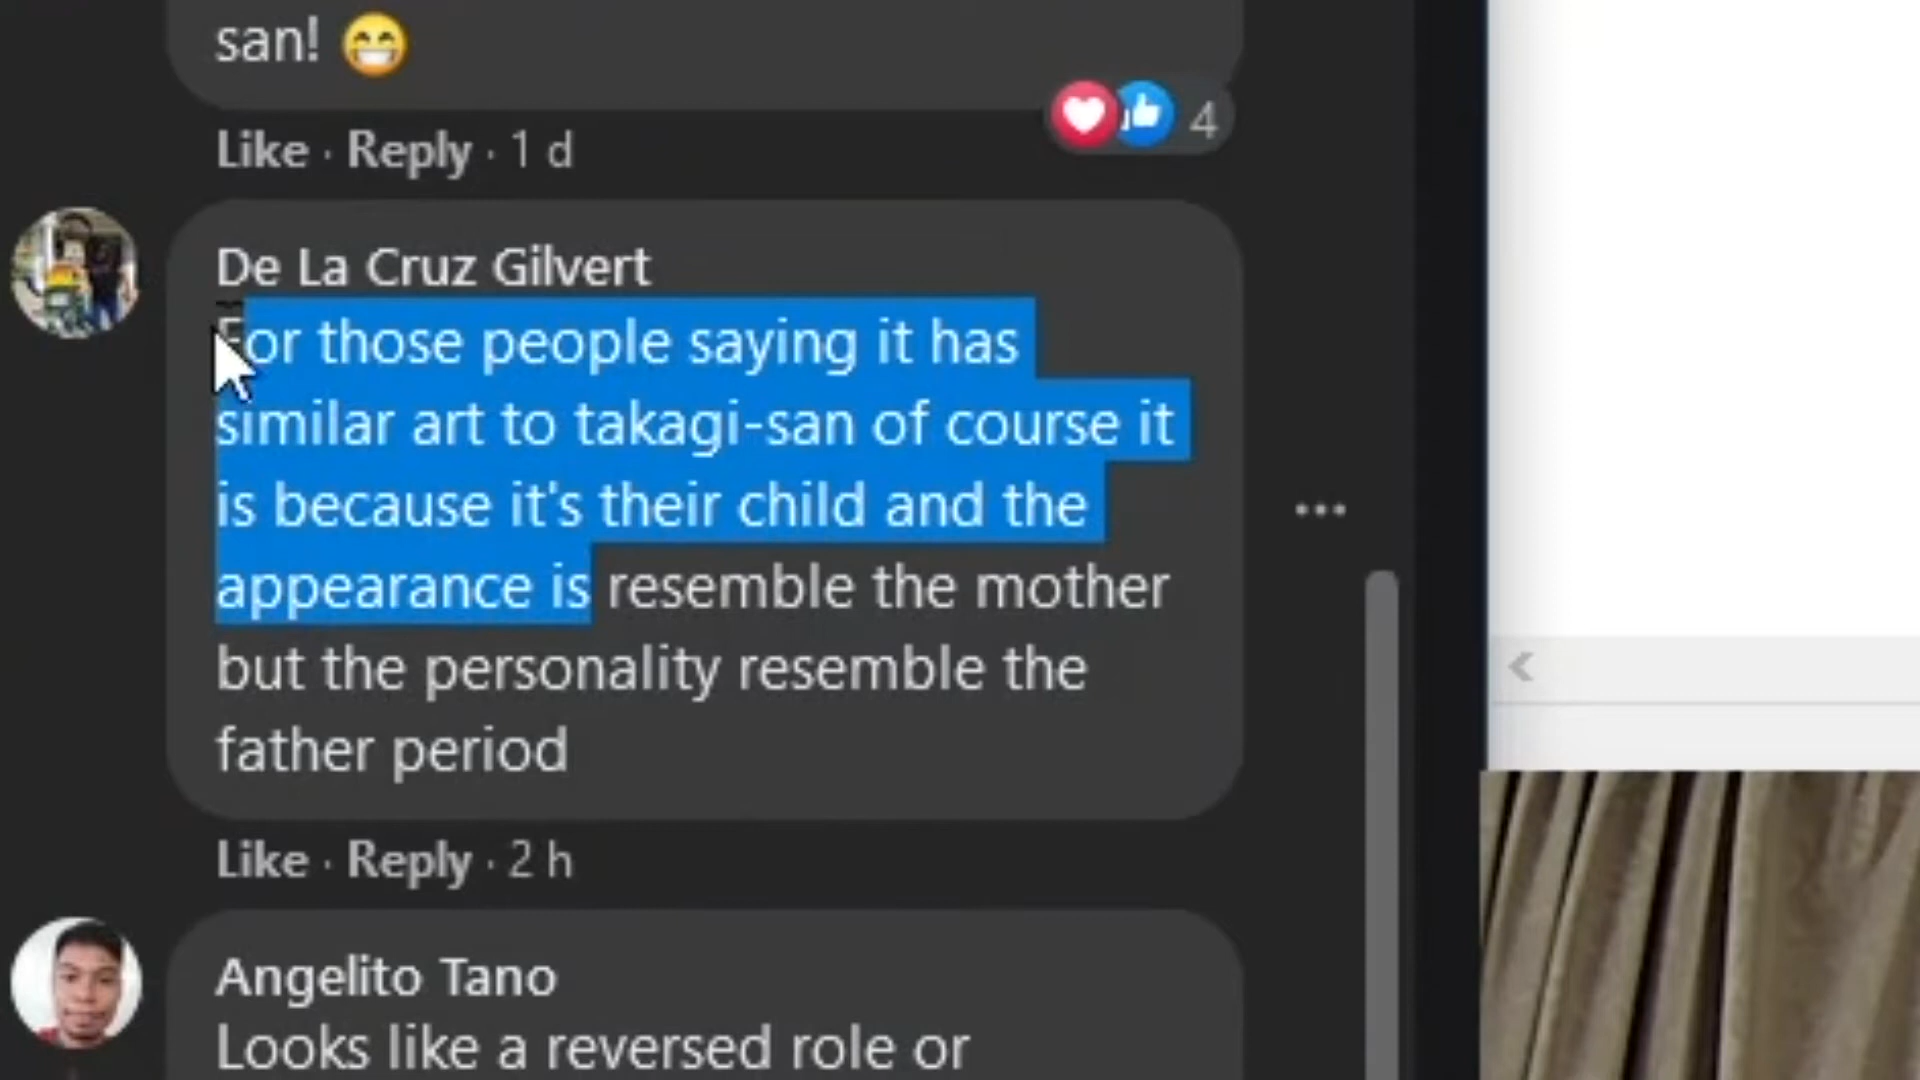 san! 😁
4
Like · Reply · 1 d
De La Cruz Gilvert
For those people saying it has
similar art to takagi-san of course it
is because it's their child and the
appearance is resemble the mother
but the personality resemble the
father period
Like · Reply · 2 h
Angelito Tano
Looks like a reversed role or